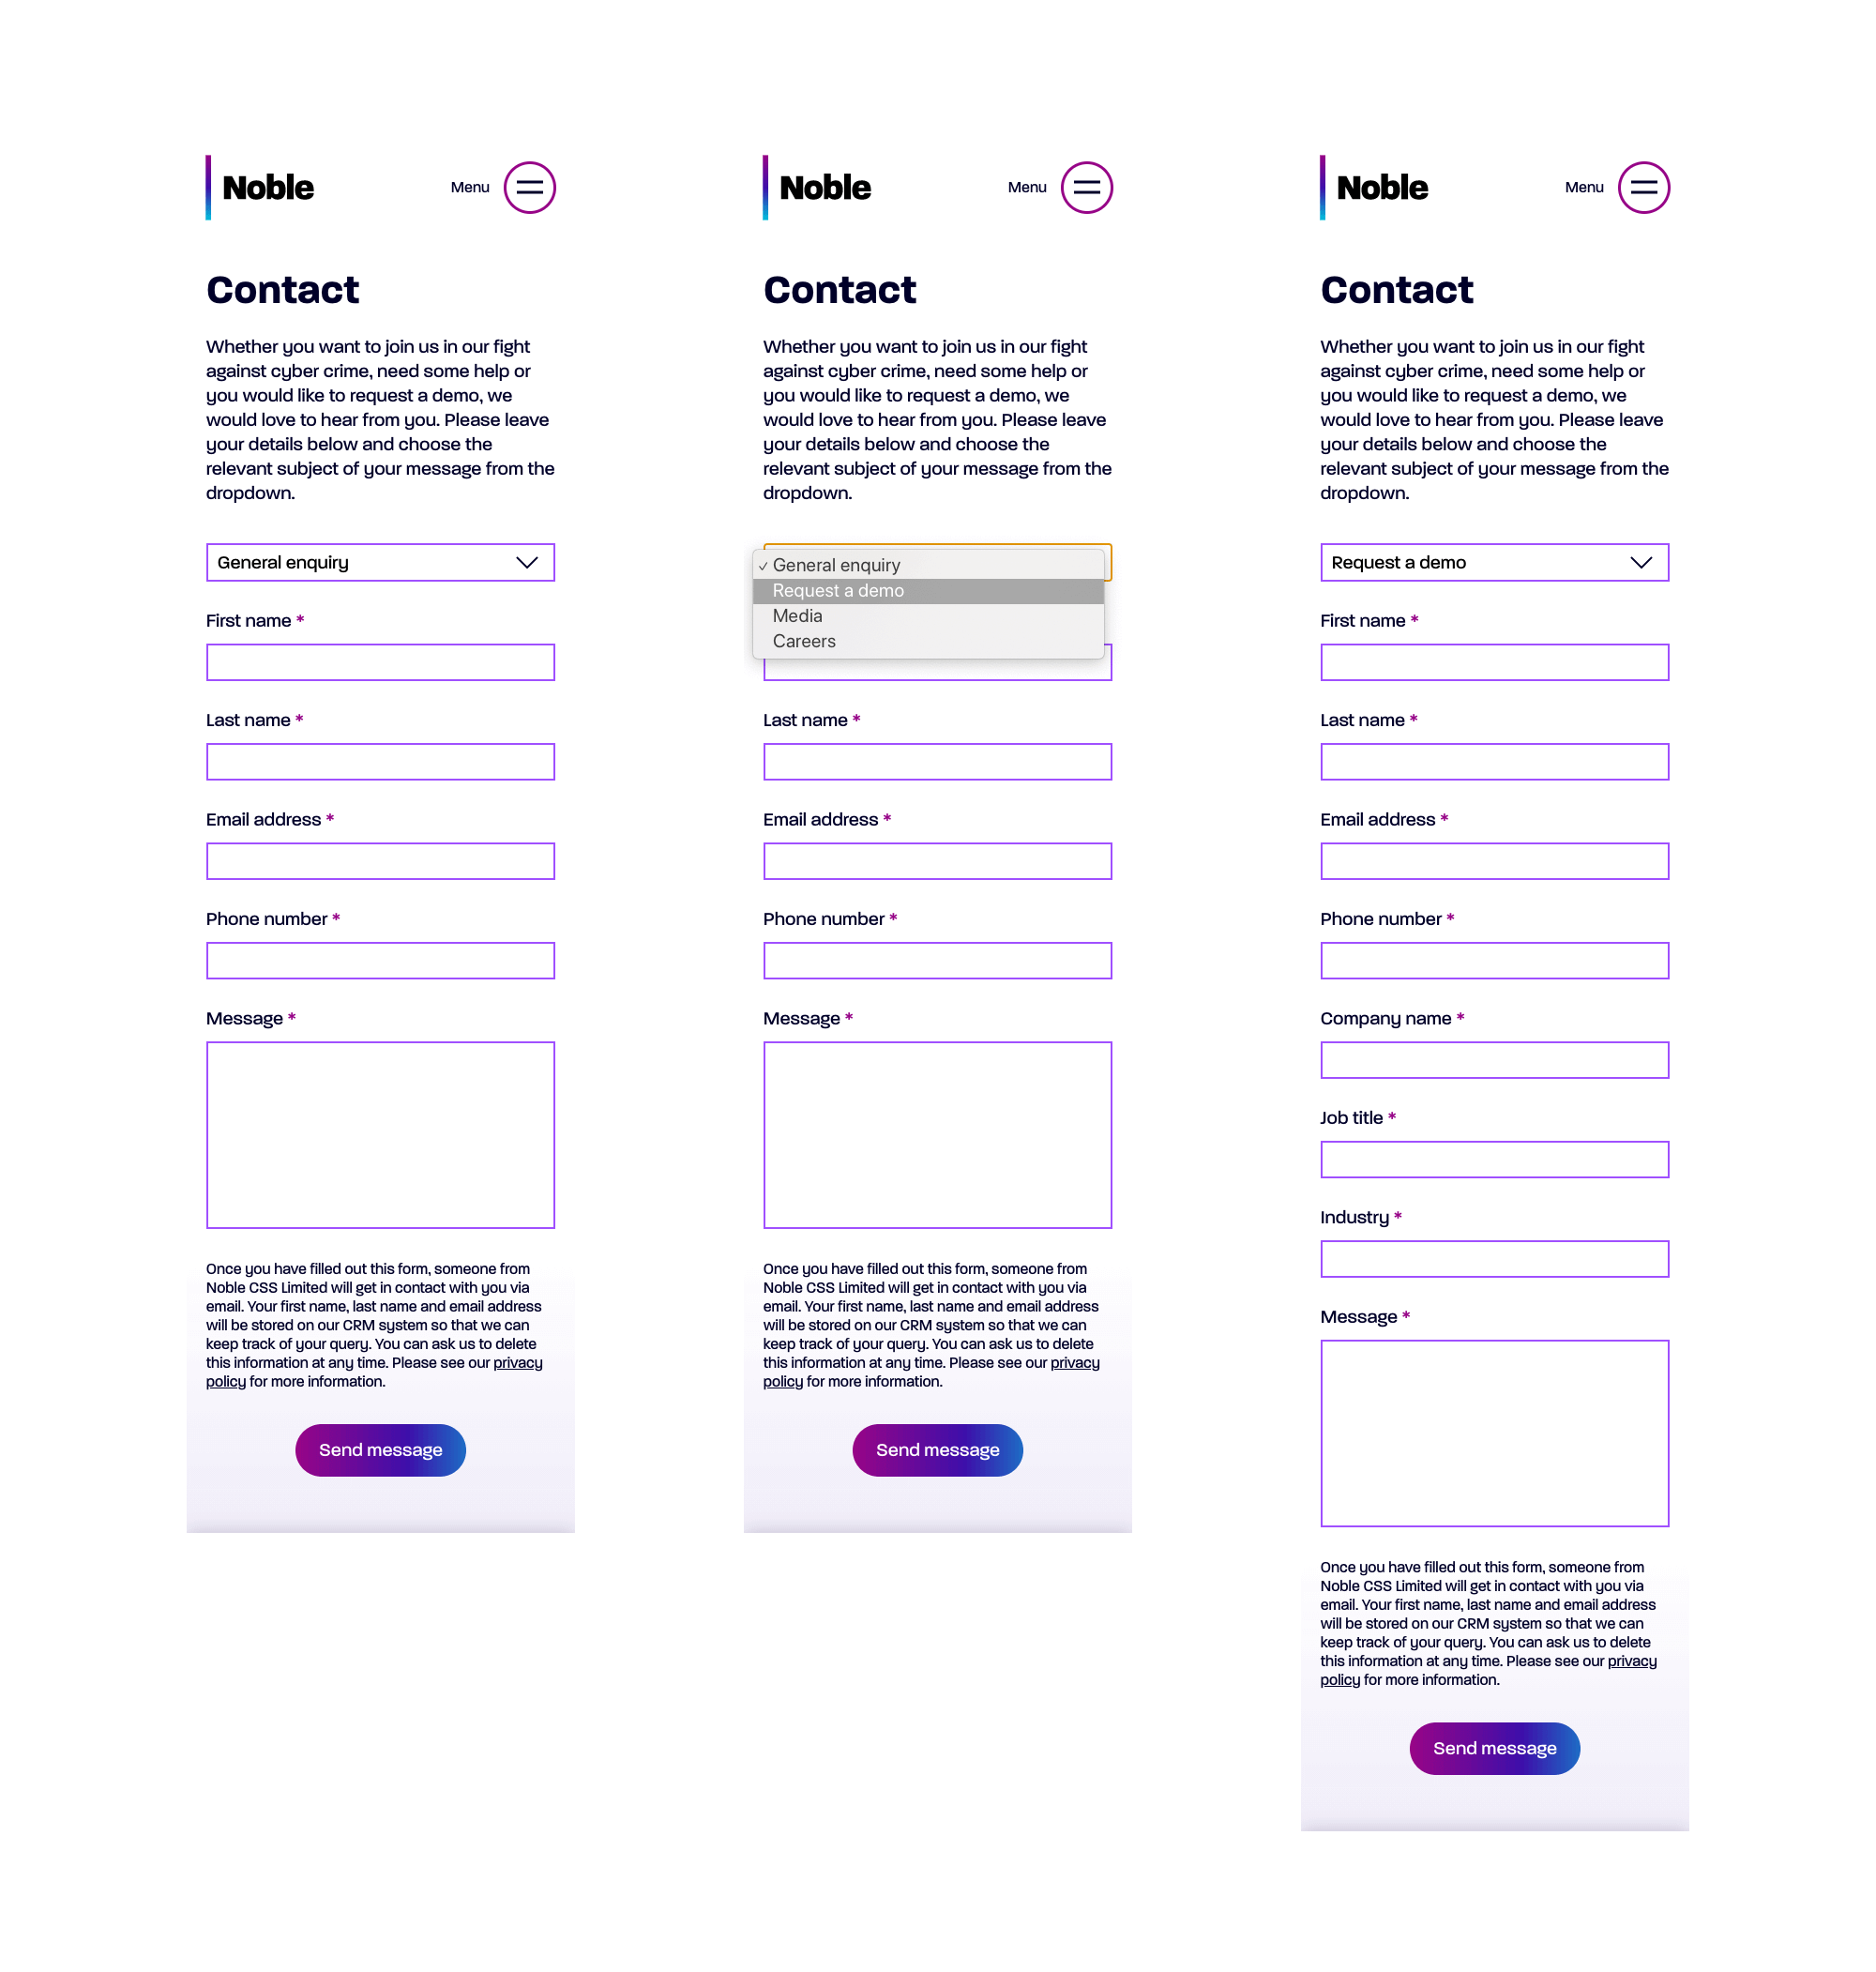 Noble
Menu
Contact
Whether you want to join us in our fight
against cyber crime, need some help or
you would like to request a demo, we
would love to hear from you. Please leave
your details below and choose the
relevant subject of your message from the
dropdown.
General enquiry
First name *
Last name *
Email address *
Phone number *
Message *
Once you have filled out this form, someone from
Noble CSS Limited will get in contact with you via
email. Your first name, last name and email address
will be stored on our CRM system so that we can
keep track of your query. You can ask us to delete
this information at any time. Please see our privacy
policy for more information.
Send message
Noble
Menu
Contact
Whether you want to join us in our fight
against cyber crime, need some help or
you would like to request a demo, we
would love to hear from you. Please leave
your details below and choose the
relevant subject of your message from the
dropdown.
✓ General enquiry
Request a demo
Media
Careers
Last name *
Email address *
Phone number *
Message *
Once you have filled out this form, someone from
Noble CSS Limited will get in contact with you via
email. Your first name, last name and email address
will be stored on our CRM system so that we can
keep track of your query. You can ask us to delete
this information at any time. Please see our privacy
policy for more information.
Send message
Noble
Menu
Contact
Whether you want to join us in our fight
against cyber crime, need some help or
you would like to request a demo, we
would love to hear from you. Please leave
your details below and choose the
relevant subject of your message from the
dropdown.
Request a demo
First name *
Last name *
Email address *
Phone number *
Company name *
Job title *
Industry *
Message *
Once you have filled out this form, someone from
Noble CSS Limited will get in contact with you via
email. Your first name, last name and email address
will be stored on our CRM system so that we can
keep track of your query. You can ask us to delete
this information at any time. Please see our privacy
policy for more information.
Send message